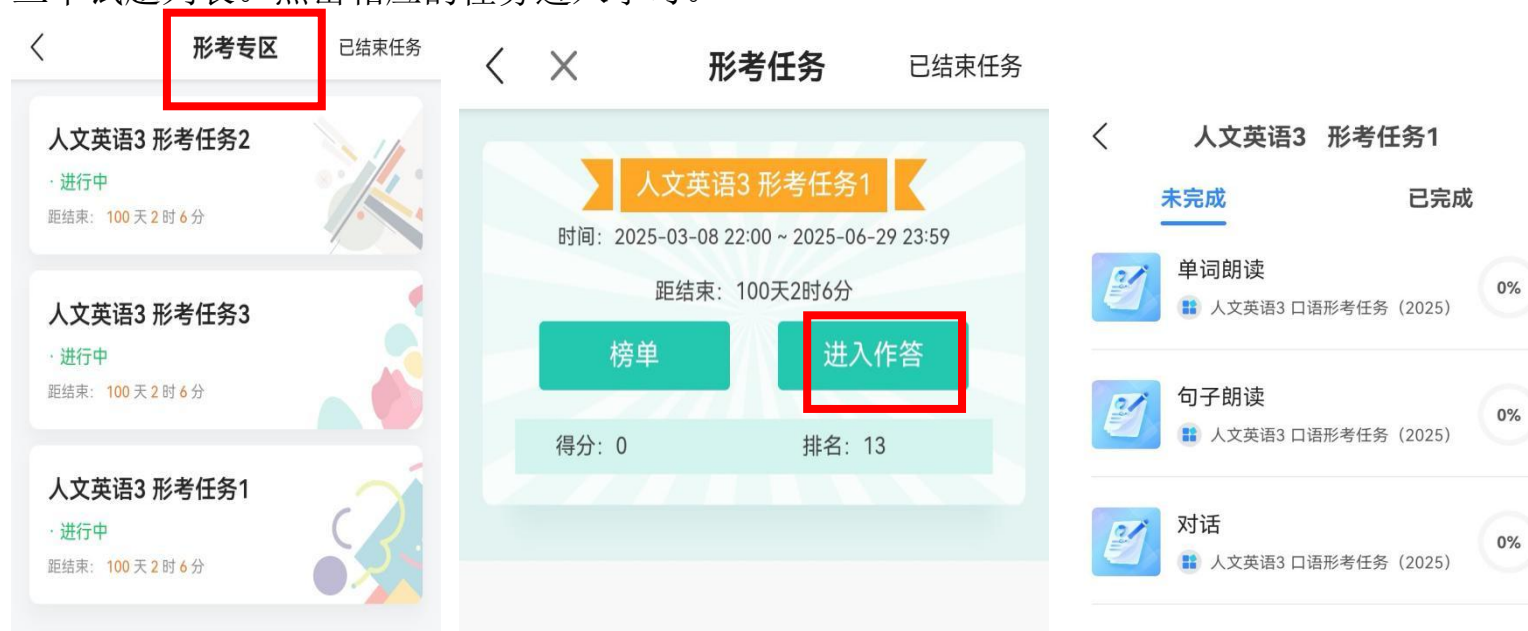 形考专区 已结束任务
人文英语3 形考任务2
· 进行中
距结束: 100 天 2 时 6 分
人文英语3 形考任务3
· 进行中
距结束: 100 天 2 时 6 分
人文英语3 形考任务1
· 进行中
距结束: 100 天 2 时 6 分
形考任务 已结束任务
人文英语3 形考任务1
时间: 2025-03-08 22:00 ~ 2025-06-29 23:59
距结束: 100天2时6分
榜单 进入作答
得分: 0 排名: 13
人文英语3 形考任务1
未完成 已完成
单词朗读
人文英语3 口语形考任务 (2025) 0%
句子朗读
人文英语3 口语形考任务 (2025) 0%
对话
人文英语3 口语形考任务 (2025) 0%